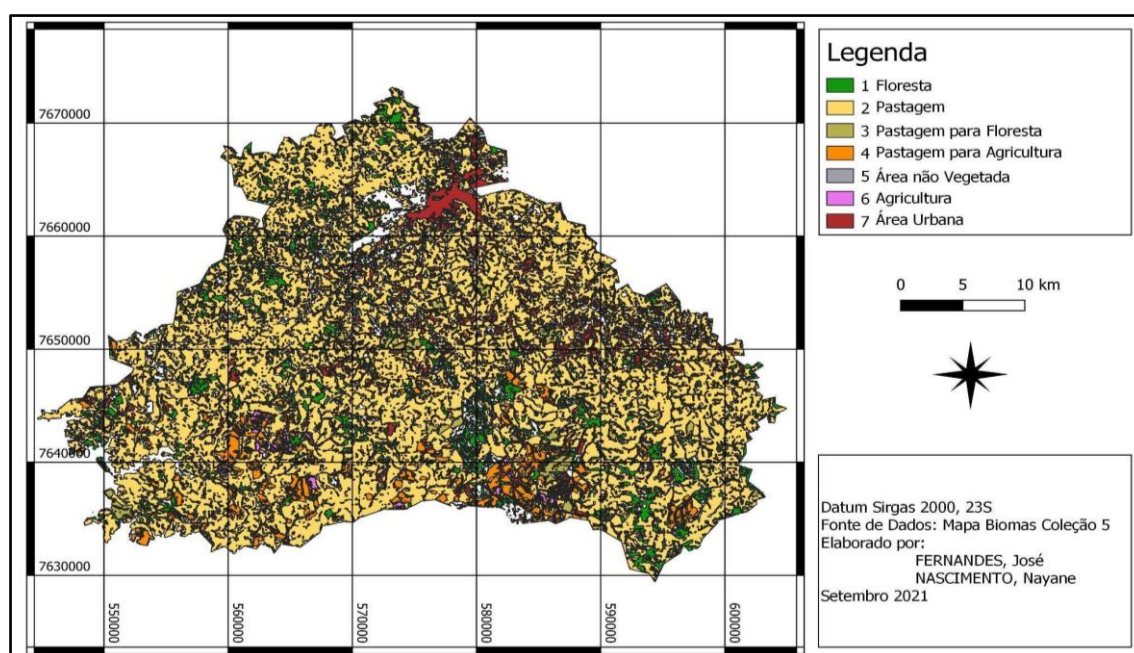 Legenda
1 Floresta
2 Pastagem
3 Pastagem para Floresta
4 Pastagem para Agricultura
5 Área não Vegetada
6 Agricultura
7 Área Urbana
7670000
7660000
7650000
7640000
7630000
550000
560000
570000
580000
590000
600000
0 5 10 km
Datum Sirgas 2000, 23S
Fonte de Dados: Mapa Biomas Coleção 5
Elaborado por:
FERNANDES, José
NASCIMENTO, Nayane
Setembro 2021